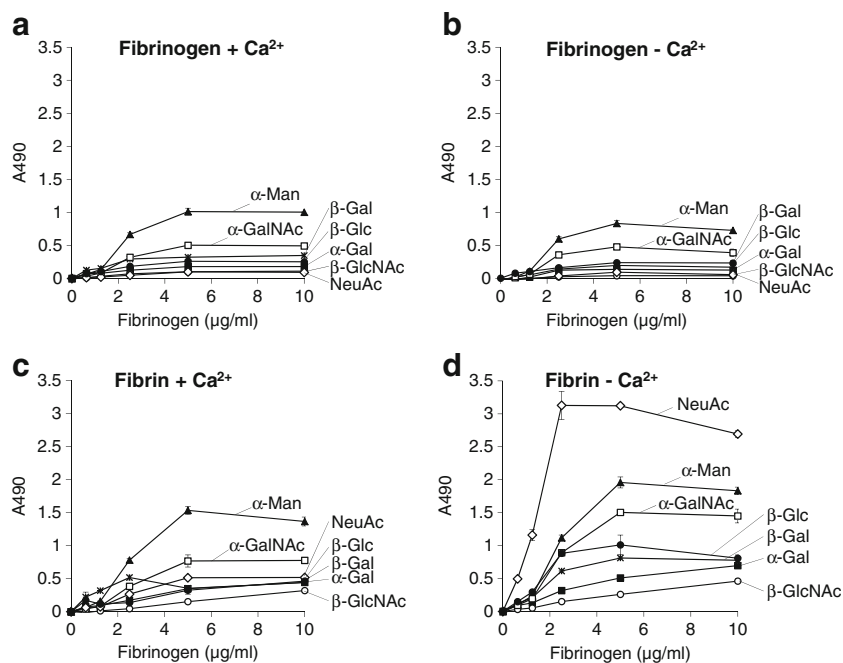 a
Fibrinogen + Ca²⁺
3.5
3
2.5
2
1.5
1
0.5
0
A490
α-Man
α-GalNAc
β-Gal
β-Glc
α-Gal
β-GlcNAc
NeuAc
0 2 4 6 8 10
Fibrinogen (μg/ml)
b
Fibrinogen - Ca²⁺
3.5
3
2.5
2
1.5
1
0.5
0
A490
α-Man
α-GalNAc
β-Gal
β-Glc
α-Gal
β-GlcNAc
NeuAc
0 2 4 6 8 10
Fibrinogen (μg/ml)
c
Fibrin + Ca²⁺
3.5
3
2.5
2
1.5
1
0.5
0
A490
α-Man
α-GalNAc
NeuAc
β-Glc
β-Gal
α-Gal
β-GlcNAc
0 2 4 6 8 10
Fibrinogen (μg/ml)
d
Fibrin - Ca²⁺
3.5
3
2.5
2
1.5
1
0.5
0
A490
NeuAc
α-Man
α-GalNAc
β-Glc
β-Gal
α-Gal
β-GlcNAc
0 2 4 6 8 10
Fibrinogen (μg/ml)